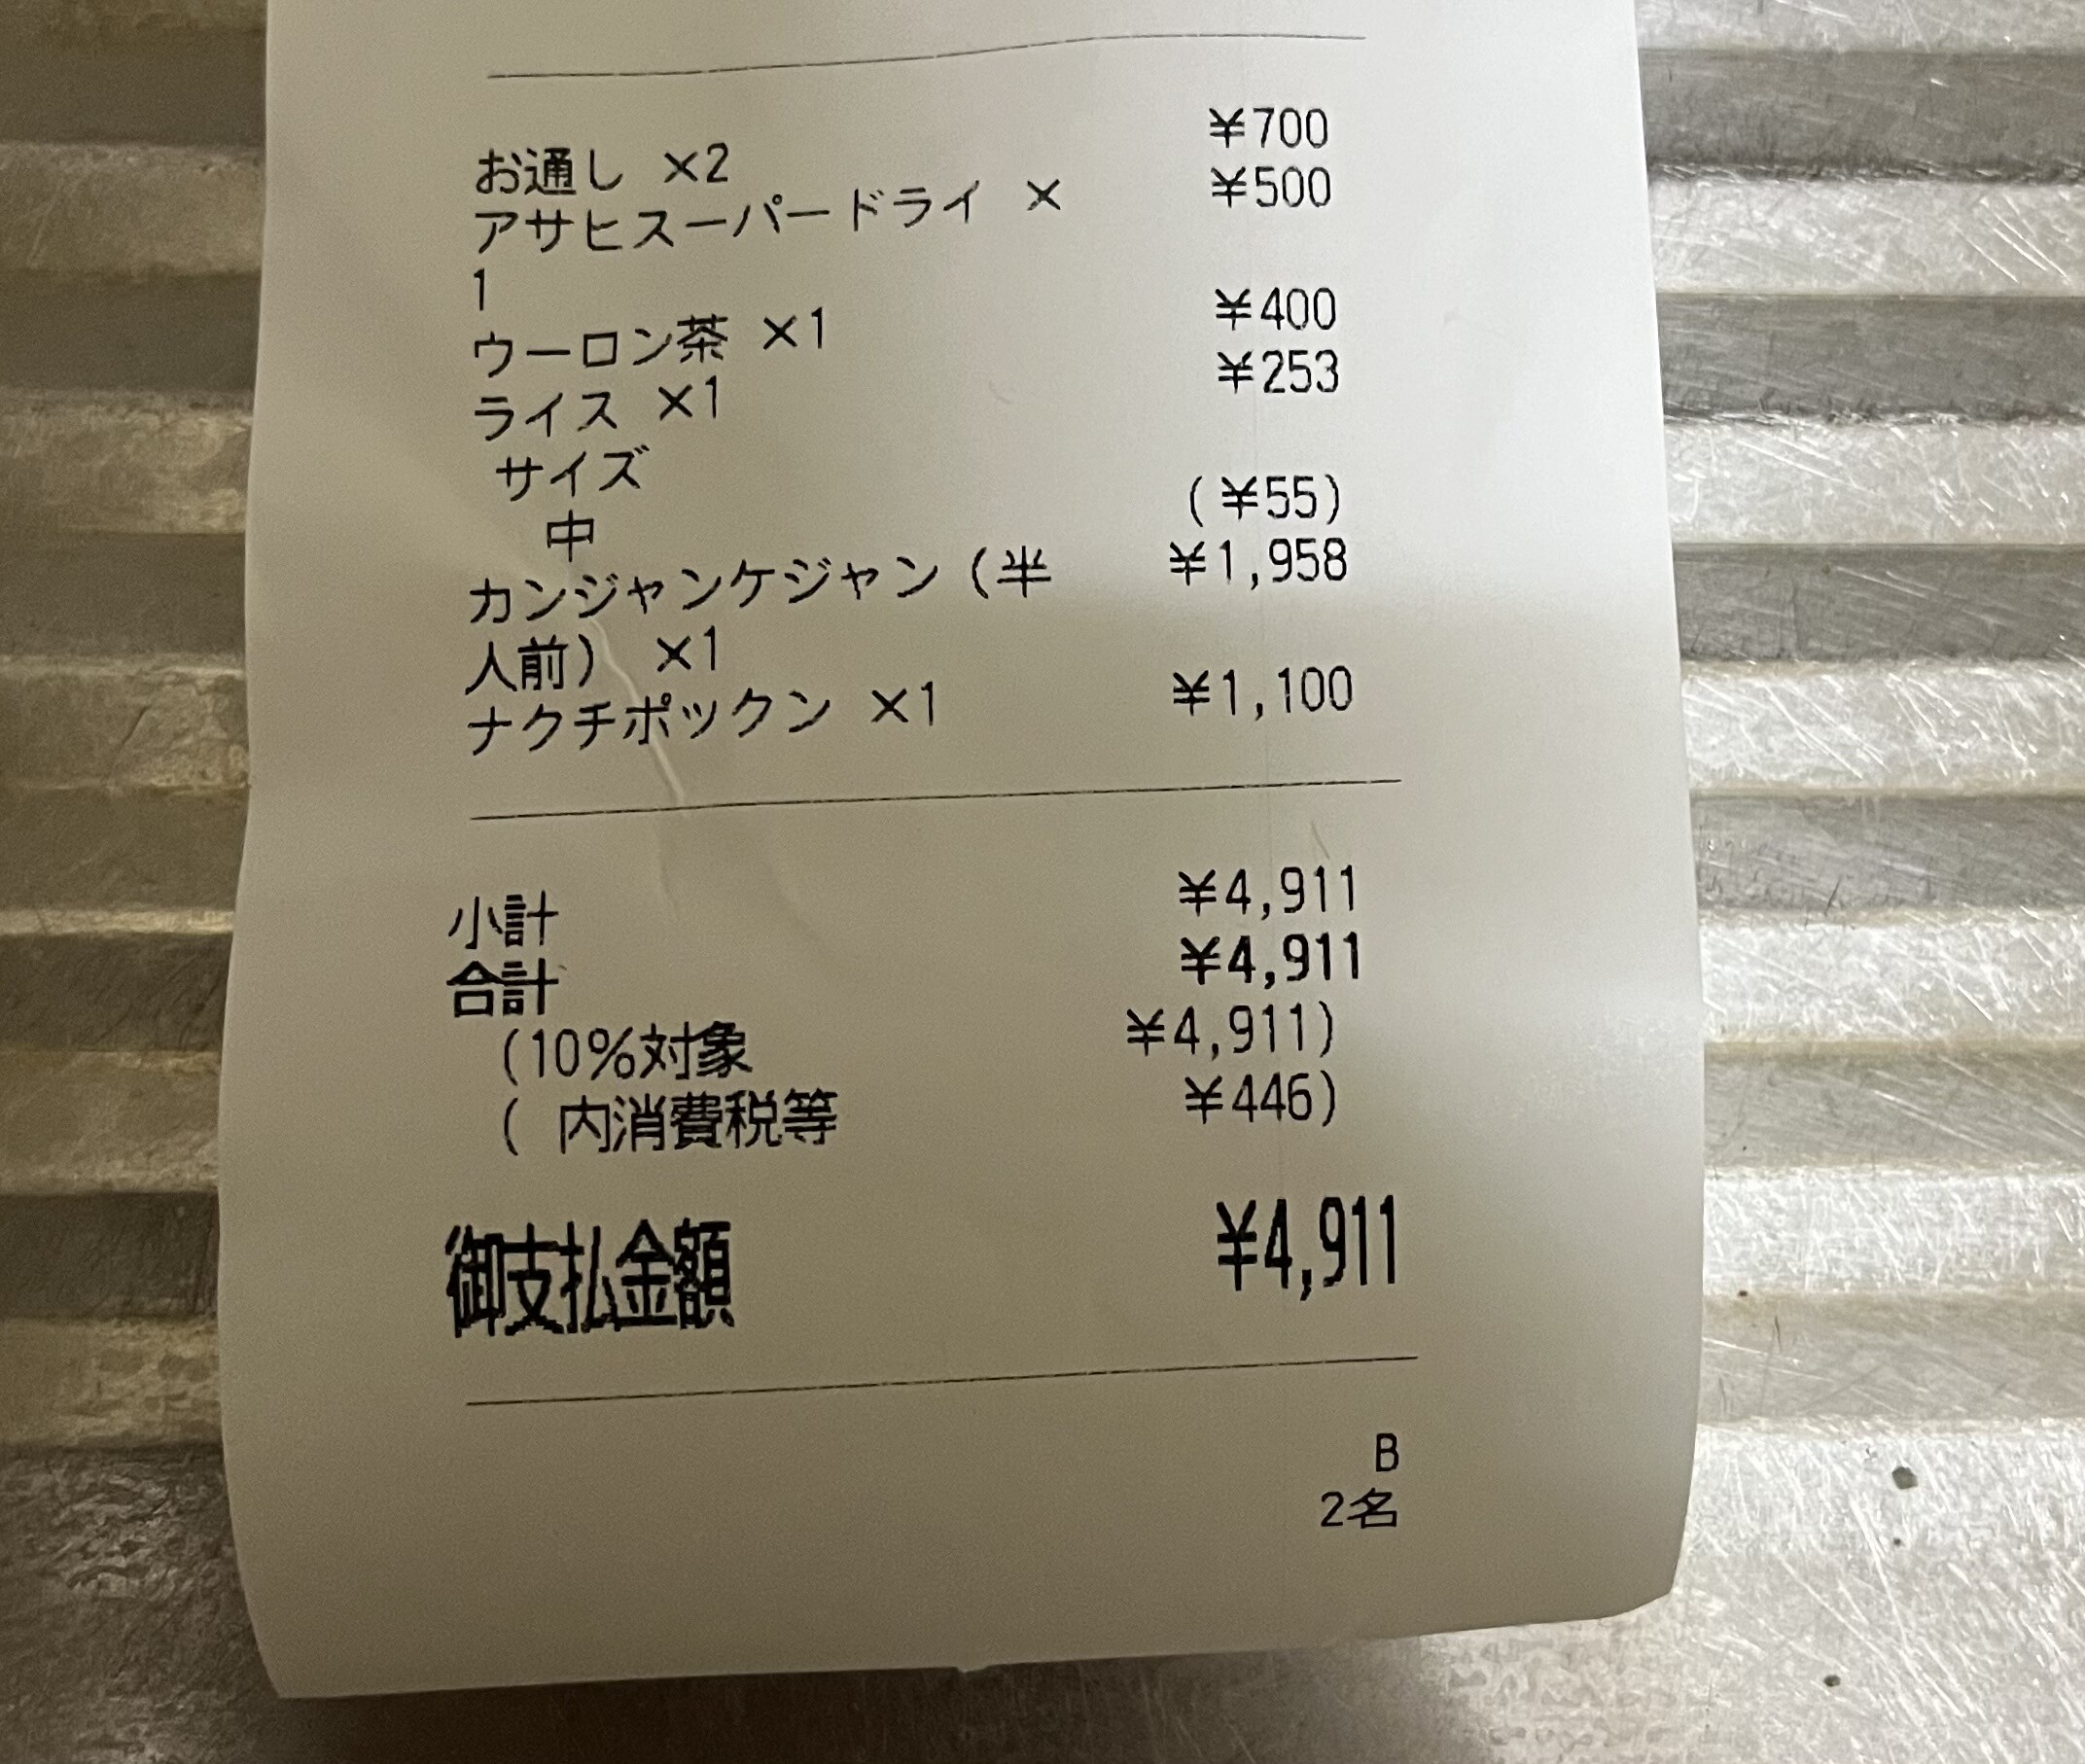 お通し ×2 ¥700
アサヒスーパードライ × ¥500
1
ウーロン茶 ×1 ¥400
ライス ×1 ¥253
サイズ
中 (¥55)
カンジャンケジャン (半 ¥1,958
人前) ×1
ナクチポックン ×1 ¥1,100
小計 ¥4,911
合計 ¥4,911
(10%対象 ¥4,911)
( 内消費税等 ¥446)
御支払金額 ¥4,911
B
2名